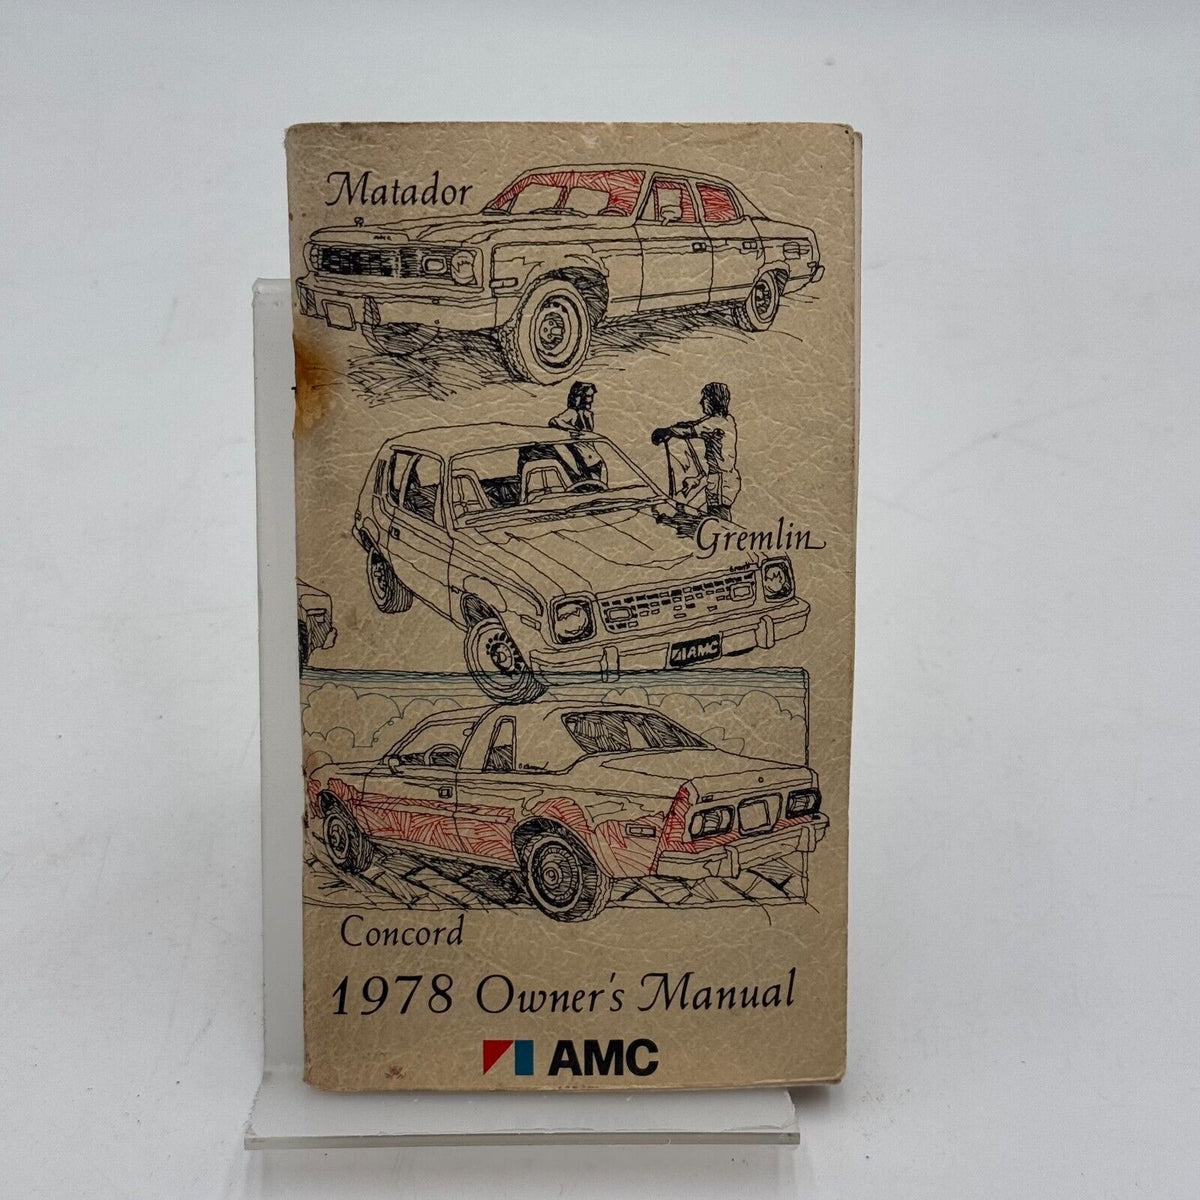 Matador
Gremlin
AMC
Concord
1978 Owner's Manual
AMC